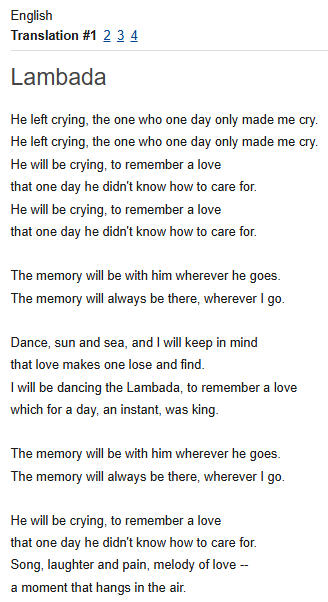 English
Translation #1 2 3 4
Lambada
He left crying, the one who one day only made me cry.
He left crying, the one who one day only made me cry.
He will be crying, to remember a love
that one day he didn't know how to care for.
He will be crying, to remember a love
that one day he didn't know how to care for.
The memory will be with him wherever he goes.
The memory will always be there, wherever I go.
Dance, sun and sea, and I will keep in mind
that love makes one lose and find.
I will be dancing the Lambada, to remember a love
which for a day, an instant, was king.
The memory will be with him wherever he goes.
The memory will always be there, wherever I go.
He will be crying, to remember a love
that one day he didn't know how to care for.
Song, laughter and pain, melody of love --
a moment that hangs in the air.